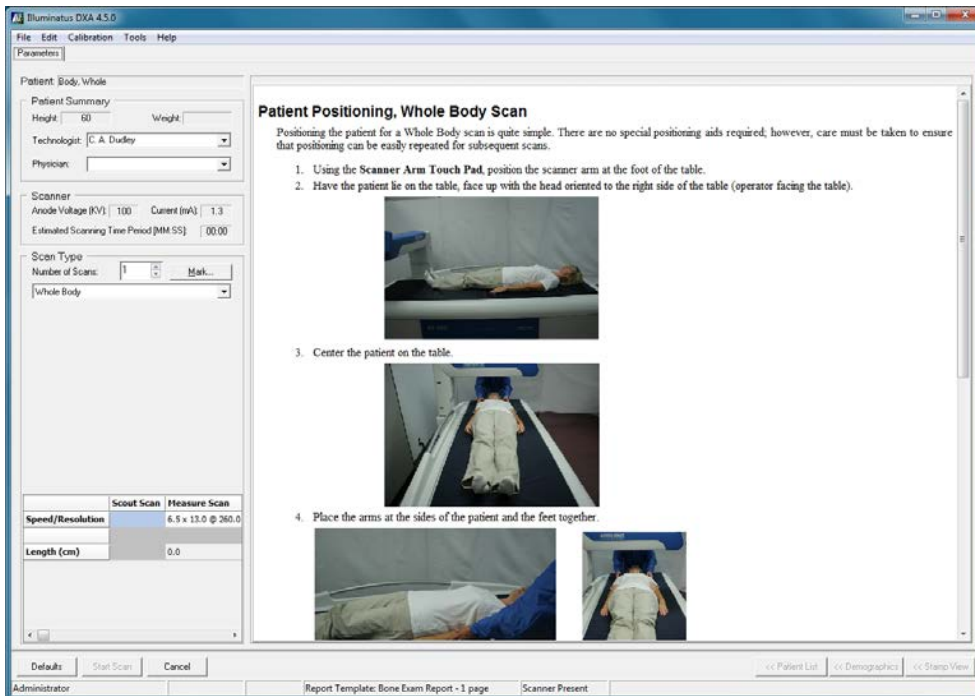 Illuminatus DXA 4.5.0
File Edit Calibration Tools Help
Parameters
Patient: Body, Whole
Patient Summary
Height: 60 Weight:
Technologist: C. A. Dudley
Physician:
Scanner
Anode Voltage (KV): 100 Current (mA): 1.3
Estimated Scanning Time Period [MM:SS]: 00:00
Scan Type
Number of Scans: 1 Mark...
Whole Body
Scout Scan Measure Scan
Speed/Resolution 6.5 x 13.0 @ 260.0
Length (cm) 0.0
Patient Positioning, Whole Body Scan
Positioning the patient for a Whole Body scan is quite simple. There are no special positioning aids required; however, care must be taken to ensure
that positioning can be easily repeated for subsequent scans.
1. Using the Scanner Arm Touch Pad, position the scanner arm at the foot of the table.
2. Have the patient lie on the table, face up with the head oriented to the right side of the table (operator facing the table).
3. Center the patient on the table.
4. Place the arms at the sides of the patient and the feet together.
Defaults Start Scan Cancel << Patient List << Demographics << Stamp View
Administrator Report Template: Bone Exam Report - 1 page Scanner Present